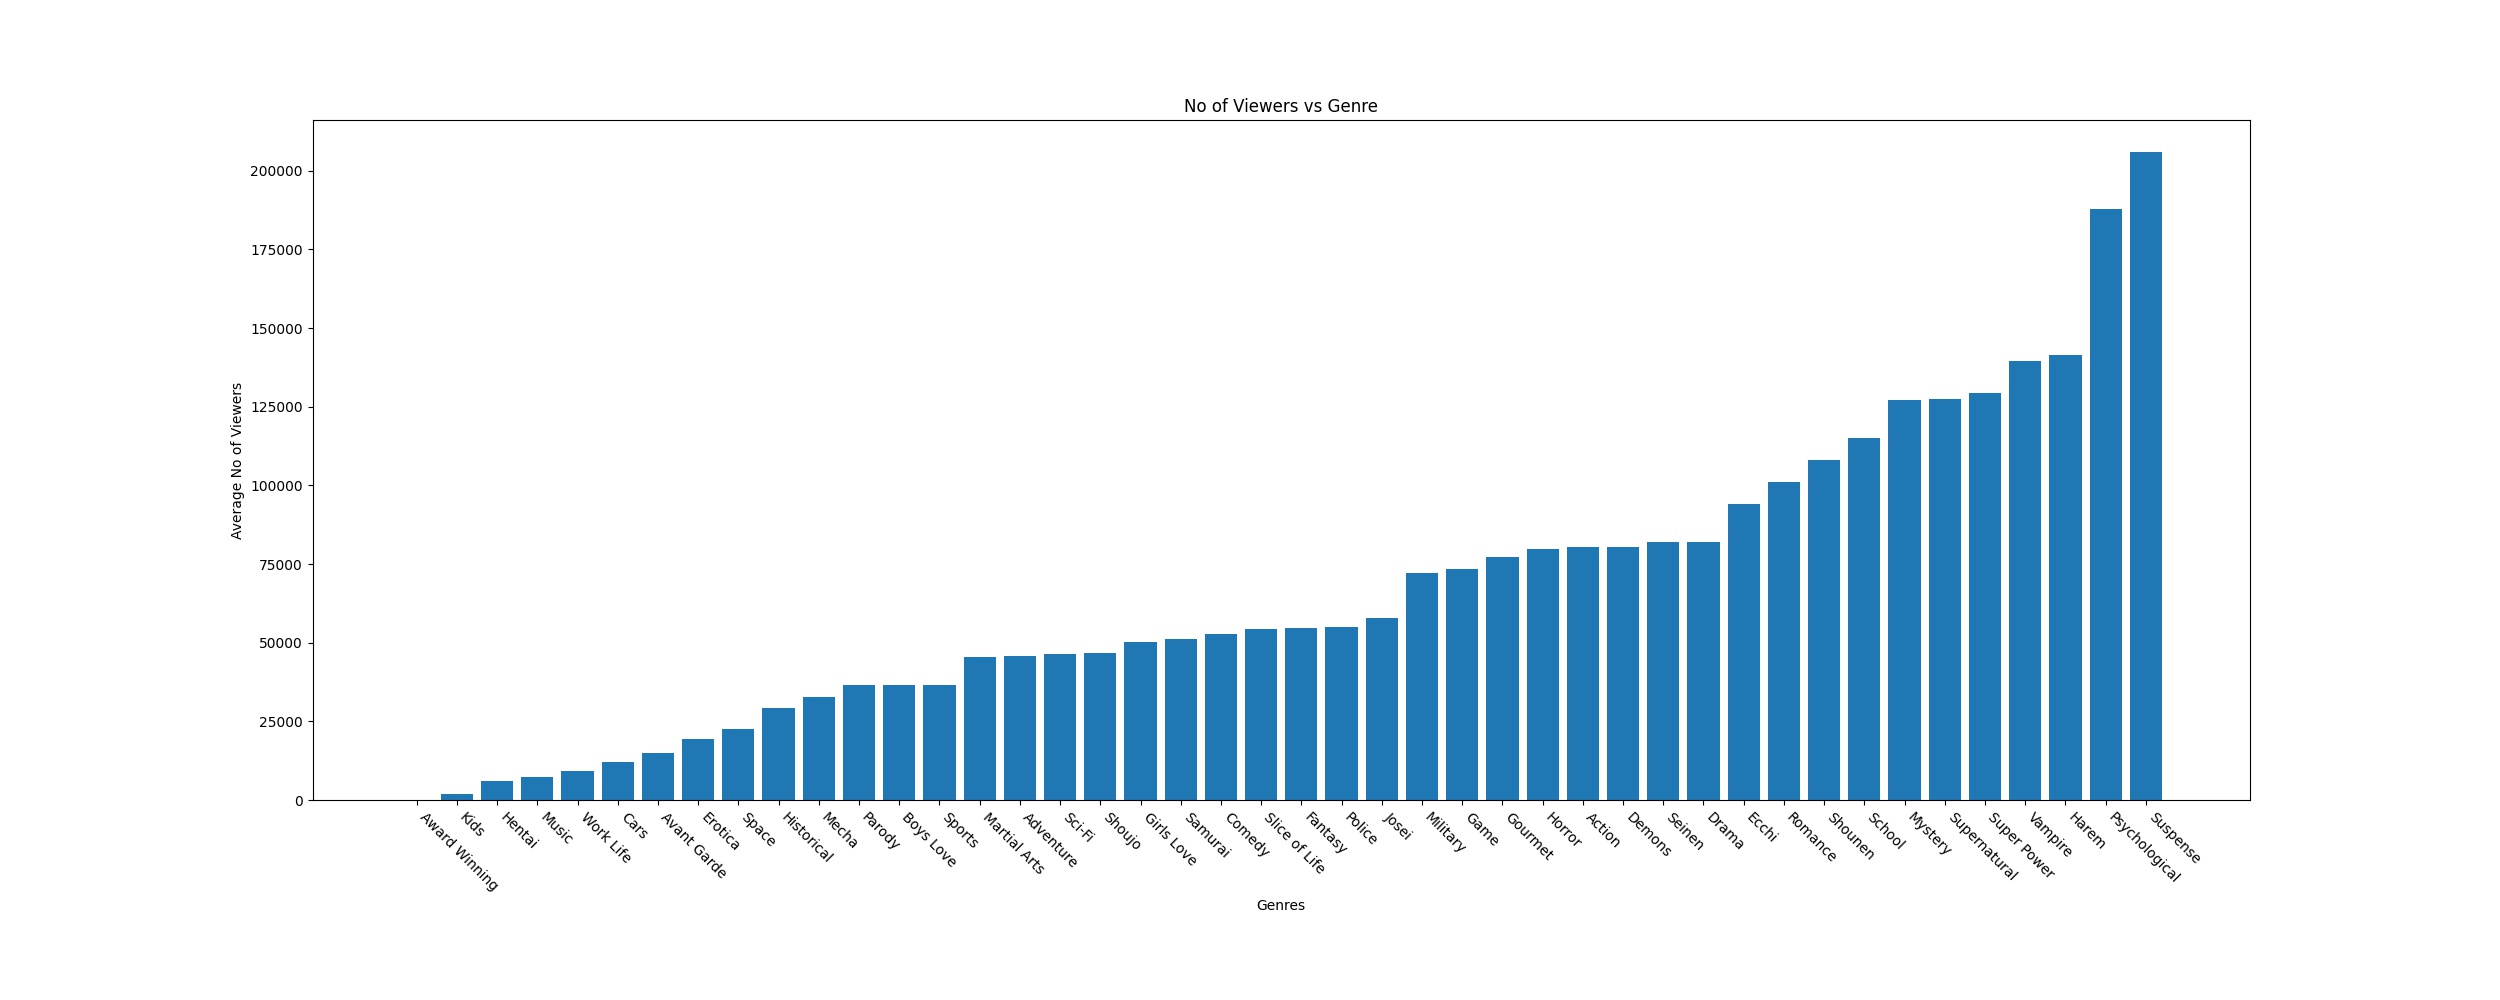 No of Viewers vs Genre
200000
175000
150000
125000
100000
75000
50000
25000
0
Average No of Viewers
Award Winning
Kids
Hentai
Music
Work Life
Cars
Avant Garde
Erotica
Space
Historical
Mecha
Parody
Boys Love
Sports
Martial Arts
Adventure
Sci-Fi
Shoujo
Girls Love
Samurai
Comedy
Slice of Life
Fantasy
Police
Josei
Military
Game
Gourmet
Horror
Action
Demons
Seinen
Drama
Ecchi
Romance
Shounen
School
Mystery
Supernatural
Super Power
Vampire
Harem
Psychological
Suspense
Genres